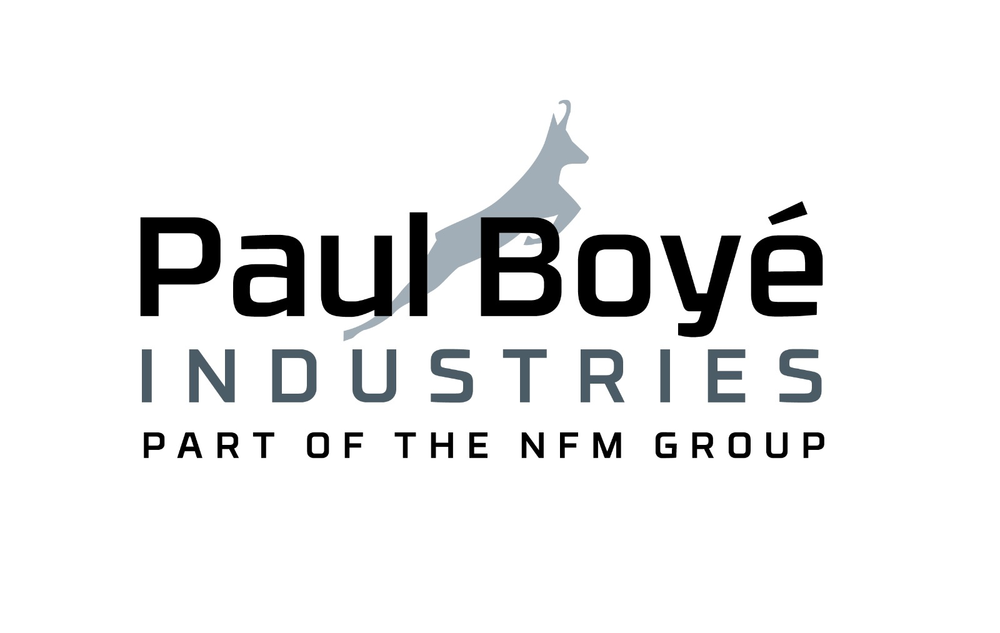 Paul Boyé
INDUSTRIES
PART OF THE NFM GROUP